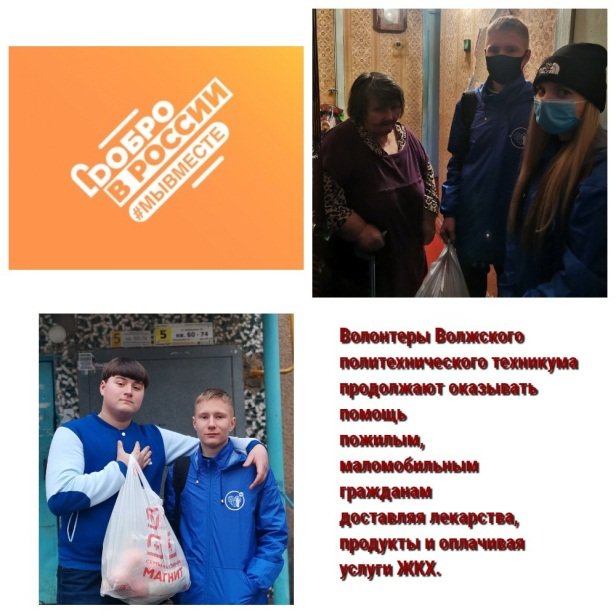 ДОБРО
В РОССИИ
#МЫВМЕСТЕ
5 кв. 60-74
МАГНИТ
Волонтеры Волжского
политехнического техникума
продолжают оказывать
помощь
пожилым,
маломобильным
гражданам
доставляя лекарства,
продукты и оплачивая
услуги ЖКХ.